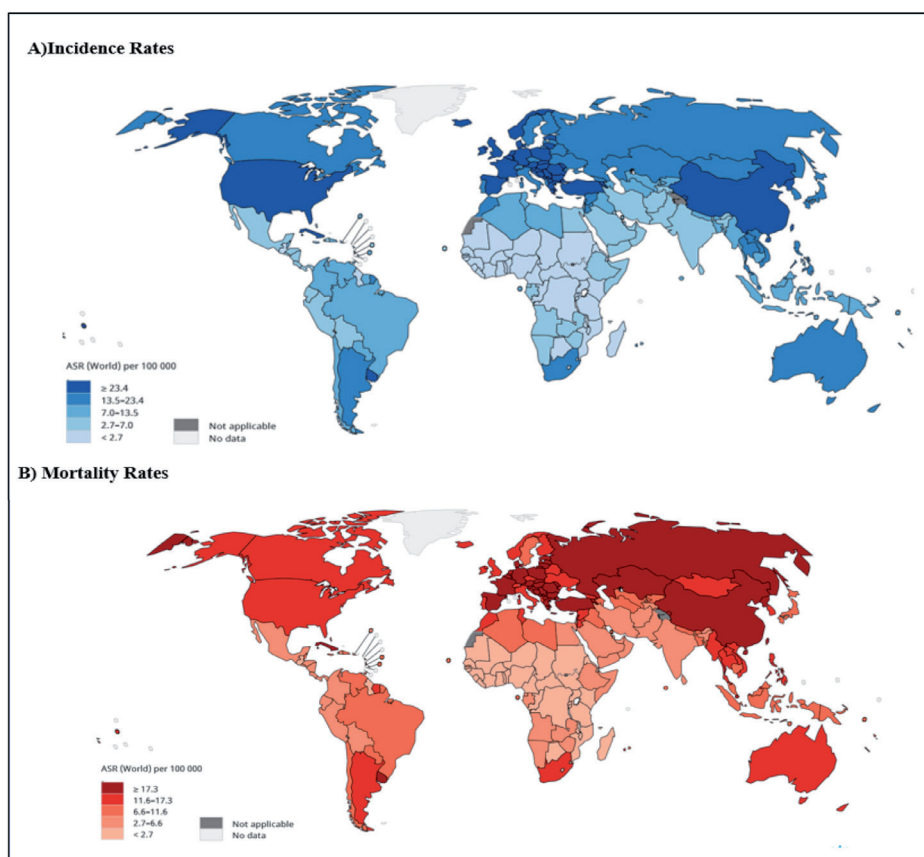 A)Incidence Rates
ASR (World) per 100 000
≥ 23.4
13.5–23.4
7.0–13.5
2.7–7.0
< 2.7
Not applicable
No data
B) Mortality Rates
ASR (World) per 100 000
≥ 17.3
11.6–17.3
6.6–11.6
2.7–6.6
< 2.7
Not applicable
No data